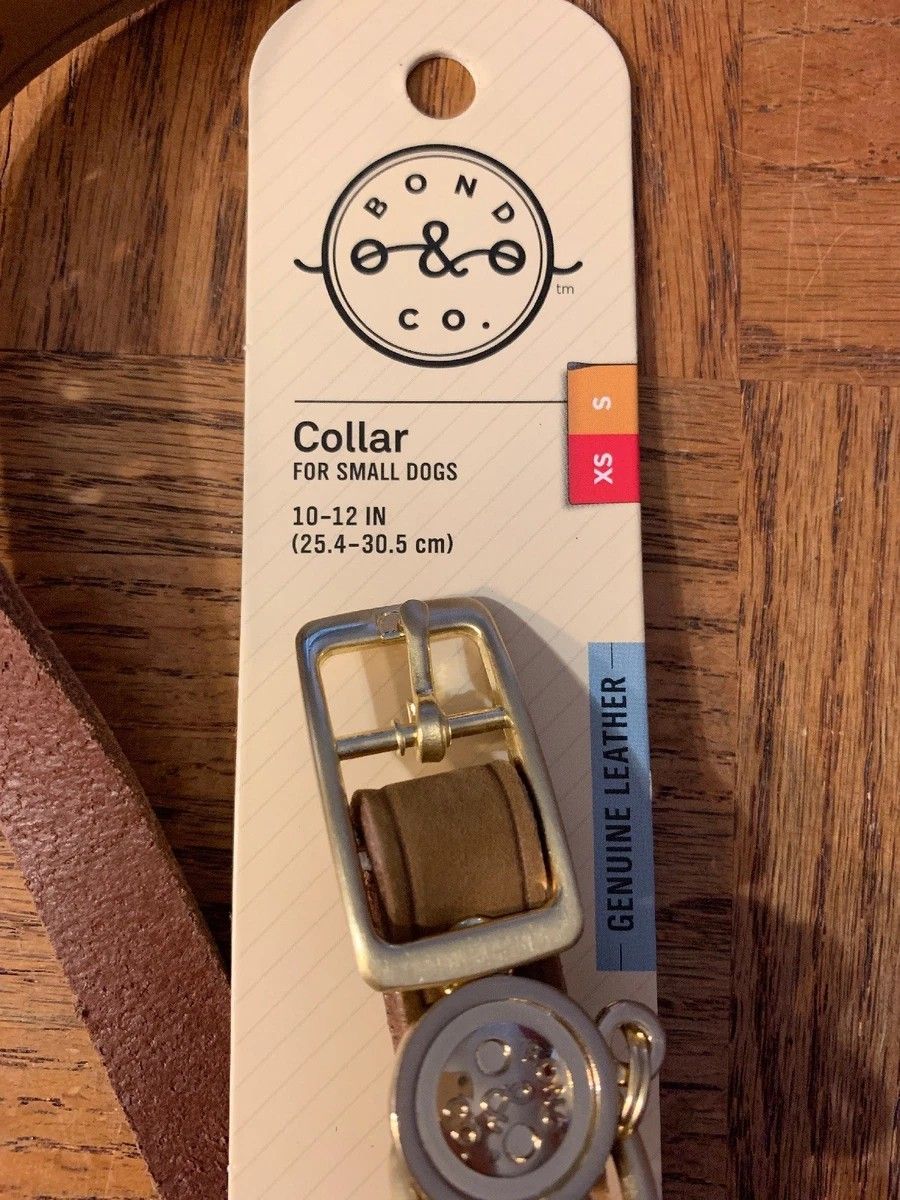 BOND
&
CO.
tm
S
XS
Collar
FOR SMALL DOGS
10-12 IN
(25.4-30.5 cm)
GENUINE LEATHER